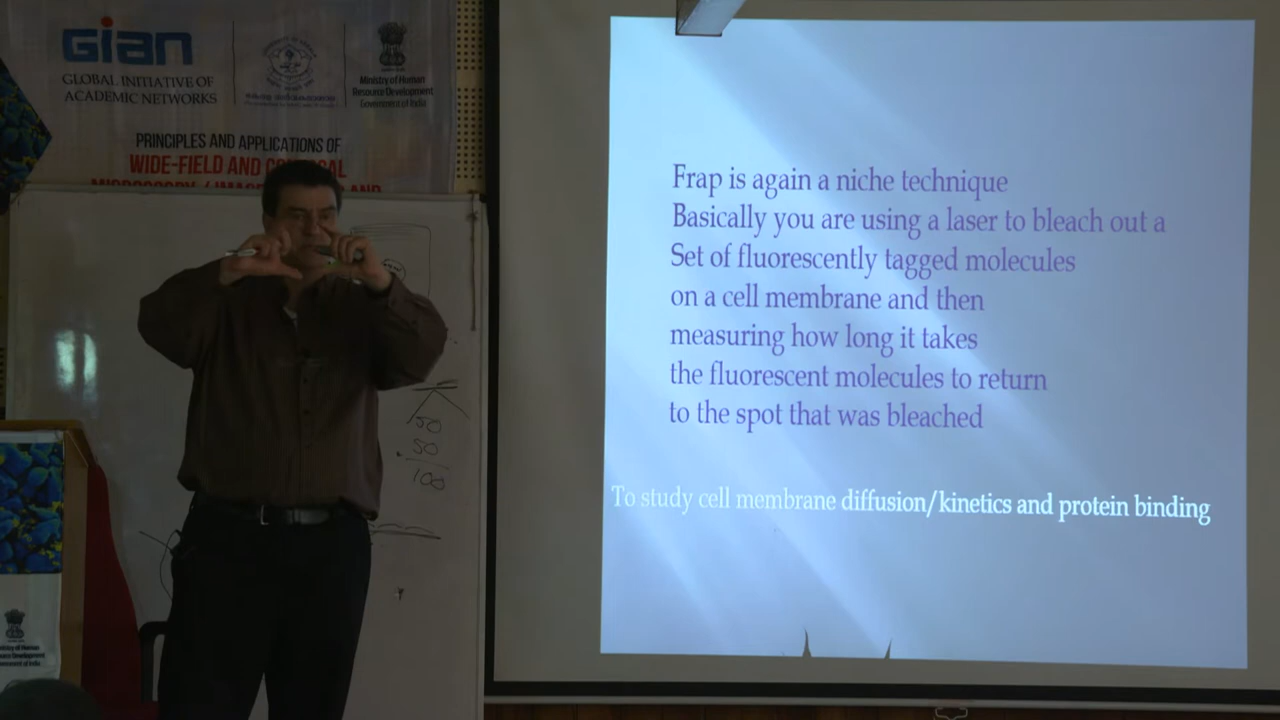 GIAN
GLOBAL INITIATIVE OF
ACADEMIC NETWORKS
Ministry of Human
Resource Development
Government of India
PRINCIPLES AND APPLICATIONS OF
WIDE-FIELD AND
Frap is again a niche technique
Basically you are using a laser to bleach out a
Set of fluorescently tagged molecules
on a cell membrane and then
measuring how long it takes
the fluorescent molecules to return
to the spot that was bleached
To study cell membrane diffusion/kinetics and protein binding
50
50
100